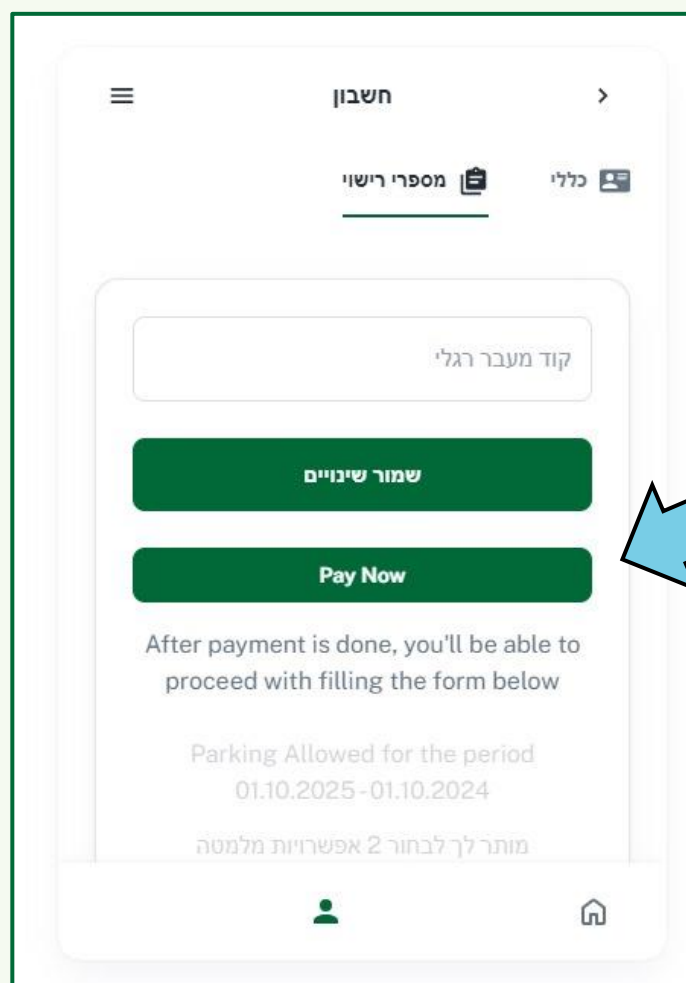 חשבון
כללי
מספרי רישוי
קוד מעבר רגלי
שמור שינויים
Pay Now
After payment is done, you'll be able to
proceed with filling the form below
Parking Allowed for the period
01.10.2025 - 01.10.2024
מותר לך לבחור 2 אפשרויות מלמטה